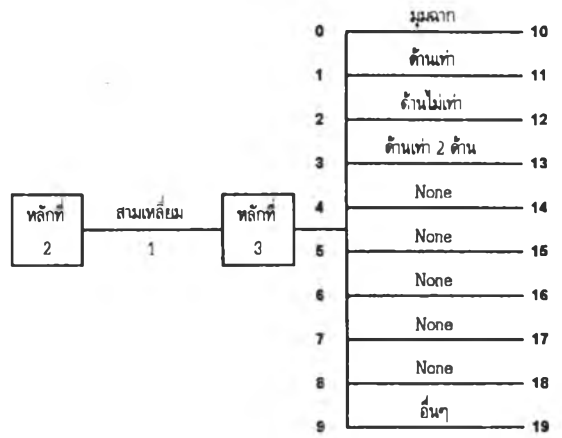 มุมฉาก
0 10
ด้านเท่า
1 11
ด้านไม่เท่า
2 12
ด้านเท่า 2 ด้าน
3 13
None
4 14
หลักที่ สามเหลี่ยม หลักที่
2 1 3
None
5 15
None
6 16
None
7 17
None
8 18
อื่นๆ
9 19